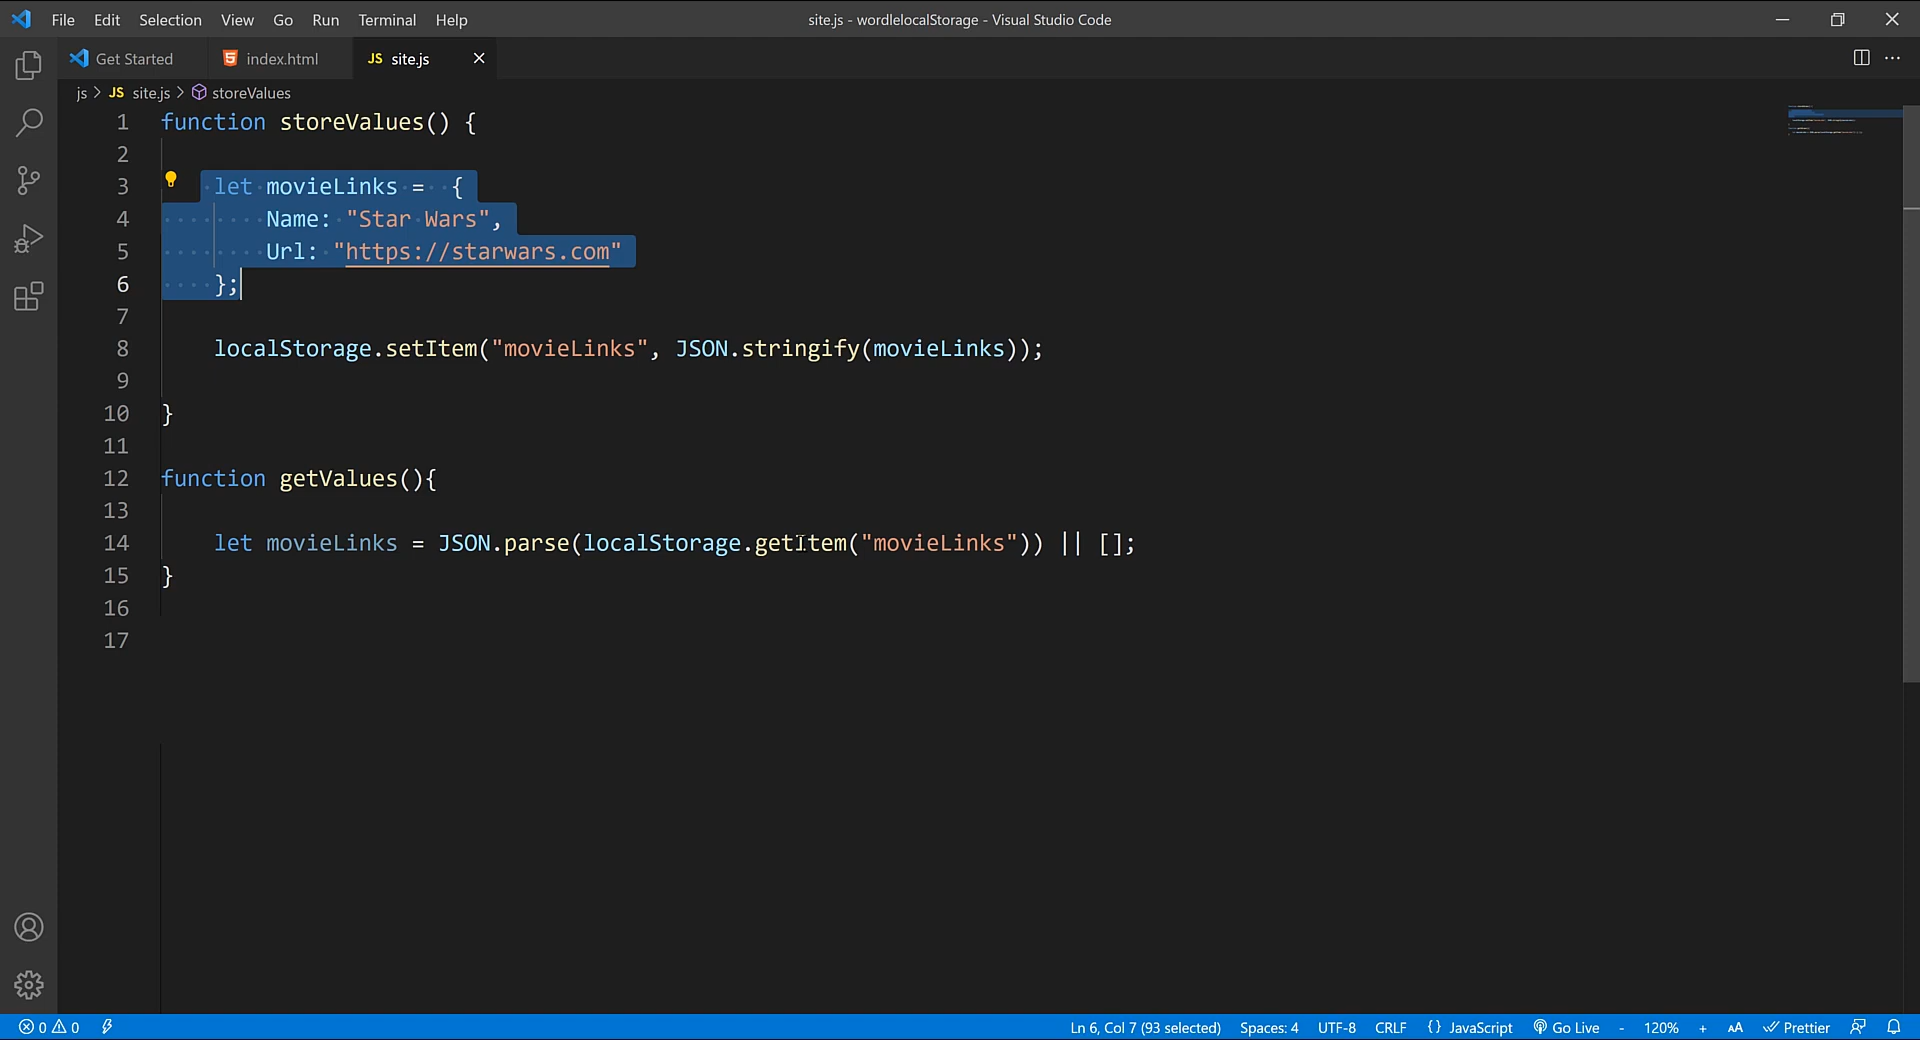 File Edit Selection View Go Run Terminal Help
site.js - wordlelocalStorage - Visual Studio Code
Get Started index.html JS site.js
js > JS site.js > storeValues
1 function storeValues() {
2
3 let movieLinks = {
4 Name: "Star Wars",
5 Url: "https://starwars.com"
6 };
7
8 localStorage.setItem("movieLinks", JSON.stringify(movieLinks));
9
10 }
11
12 function getValues(){
13
14 let movieLinks = JSON.parse(localStorage.getItem("movieLinks")) || [];
15 }
16
17
0 0 Ln 6, Col 7 (93 selected) Spaces: 4 UTF-8 CRLF {} JavaScript Go Live - 120% + AA Prettier